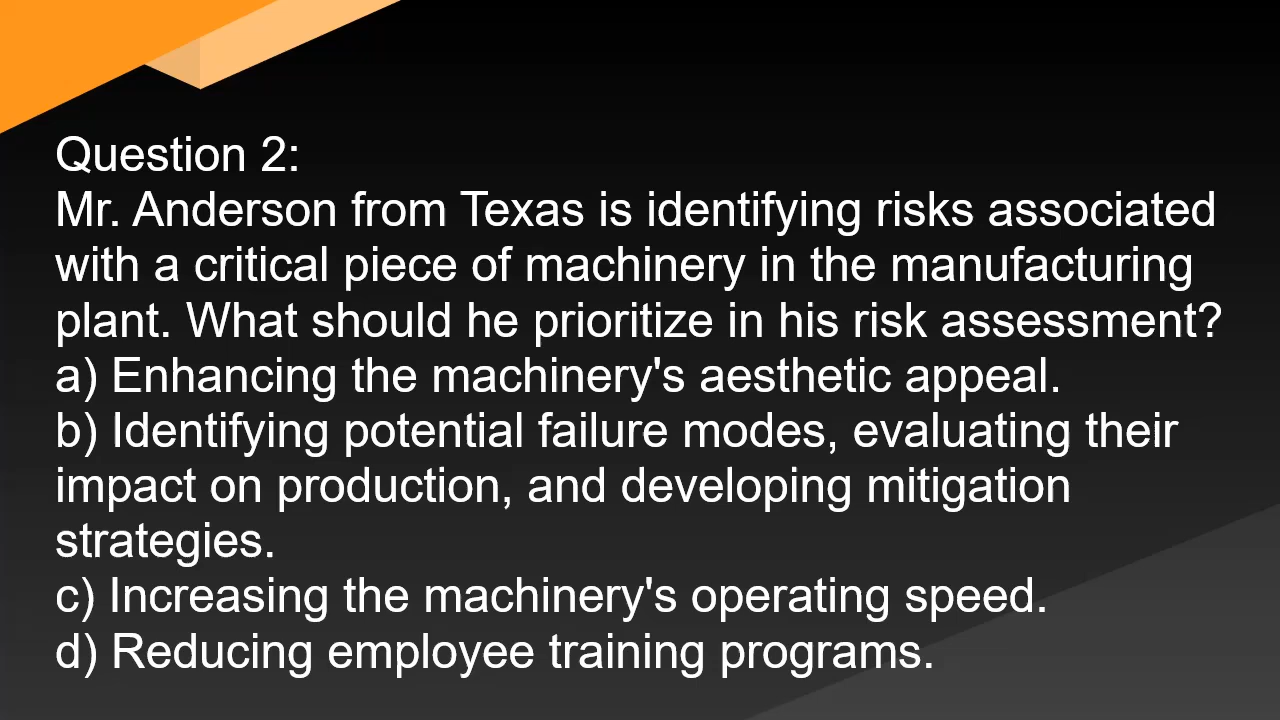 Question 2:
Mr. Anderson from Texas is identifying risks associated
with a critical piece of machinery in the manufacturing
plant. What should he prioritize in his risk assessment?
a) Enhancing the machinery's aesthetic appeal.
b) Identifying potential failure modes, evaluating their
impact on production, and developing mitigation
strategies.
c) Increasing the machinery's operating speed.
d) Reducing employee training programs.